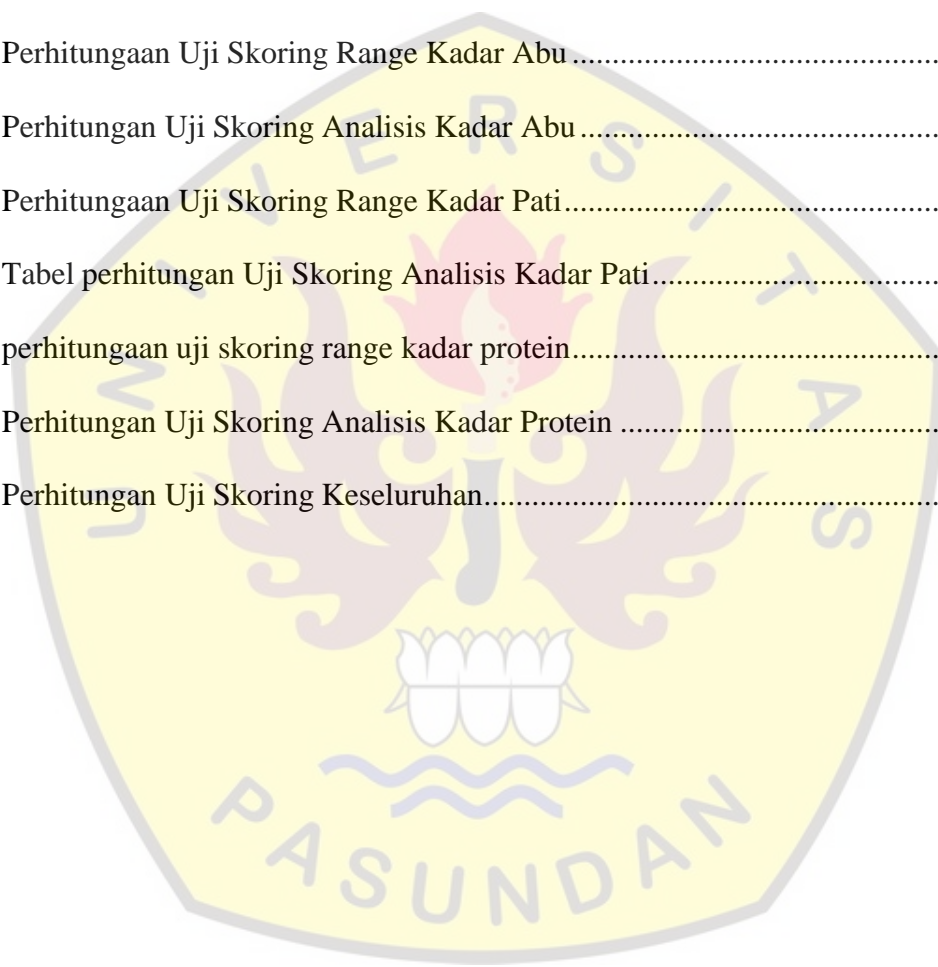 Perhitungaan Uji Skoring Range Kadar Abu ............................................
Perhitungan Uji Skoring Analisis Kadar Abu ...........................................
Perhitungaan Uji Skoring Range Kadar Pati.............................................
Tabel perhitungan Uji Skoring Analisis Kadar Pati...................................
perhitungaan uji skoring range kadar protein............................................
Perhitungan Uji Skoring Analisis Kadar Protein ......................................
Perhitungan Uji Skoring Keseluruhan.......................................................
UNIVERSITAS
PASUNDAN